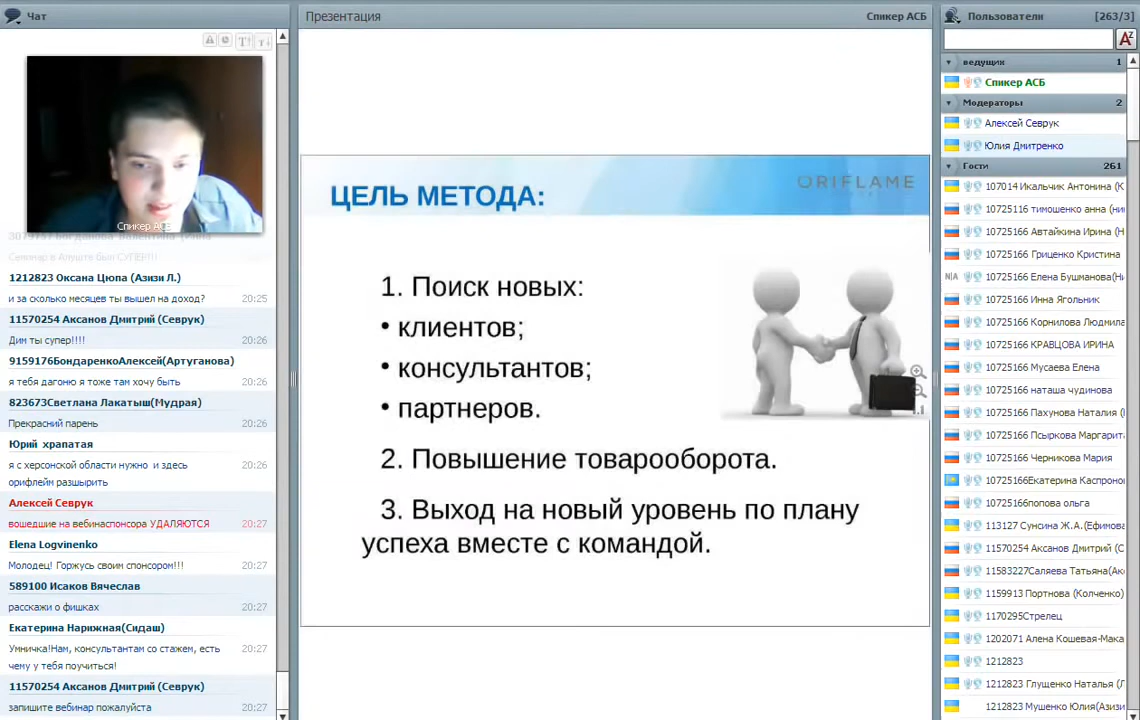 Чат
Спикер АСБ
Семинар в Алуште был СУПЕР!!!
1212823 Оксана Цюпа (Азизи Л.)
и за сколько месяцев ты вышел на доход? 20:25
11570254 Аксанов Дмитрий (Севрук)
Дим ты супер!!!! 20:26
9159176БондаренкоАлексей(Артуганова)
я тебя дагоню я тоже там хочу быть 20:26
823673Светлана Лакатыш(Мудрая)
Прекрасний парень 20:26
Юрий храпатая
я с херсонской области нужно и здесь 20:26
орифлейм разшырить
Алексей Севрук
вошедшие на вебинаспонсора УДАЛЯЮТСЯ 20:27
Elena Logvinenko
Молодец! Горжусь своим спонсором!!! 20:27
589100 Исаков Вячеслав
расскажи о фишках 20:27
Екатерина Нарижная(Сидаш)
Умничка!Нам, консультантам со стажем, есть 20:27
чему у тебя поучиться!
11570254 Аксанов Дмитрий (Севрук)
запишите вебинар пожалуйста 20:27
Презентация Спикер АСБ
ЦЕЛЬ МЕТОДА:
ORIFLAME
1. Поиск новых:
• клиентов;
• консультантов;
• партнеров.
2. Повышение товарооборота.
3. Выход на новый уровень по плану
успеха вместе с командой.
Пользователи [263/3]
ведущих 1
Спикер АСБ
Модераторы 2
Алексей Севрук
Юлия Дмитренко
Гости 261
107014 Икальчик Антонина (К
10725116 тимошенко анна (ни
10725166 Автайкина Ирина (Н
10725166 Гриценко Кристина
N|A 10725166 Елена Бушманова(Ни
10725166 Инна Ягольник
10725166 Корнилова Людмила
10725166 КРАВЦОВА ИРИНА
10725166 Мусаева Елена
10725166 наташа чудинова
10725166 Пахунова Наталия (
10725166 Псыркова Маргарит
10725166 Черникова Мария
10725166Екатерина Каспроно
10725166попова ольга
113127 Сунсина Ж.А.(Ефимов
11570254 Аксанов Дмитрий (С
11583227Саляева Татьяна(Ак
1159913 Портнова (Колченко)
1170295Стрелец
1202071 Алена Кошевая-Мака
1212823
1212823 Глущенко Наталья (Л
1212823 Мушенко Юлия(Азизи